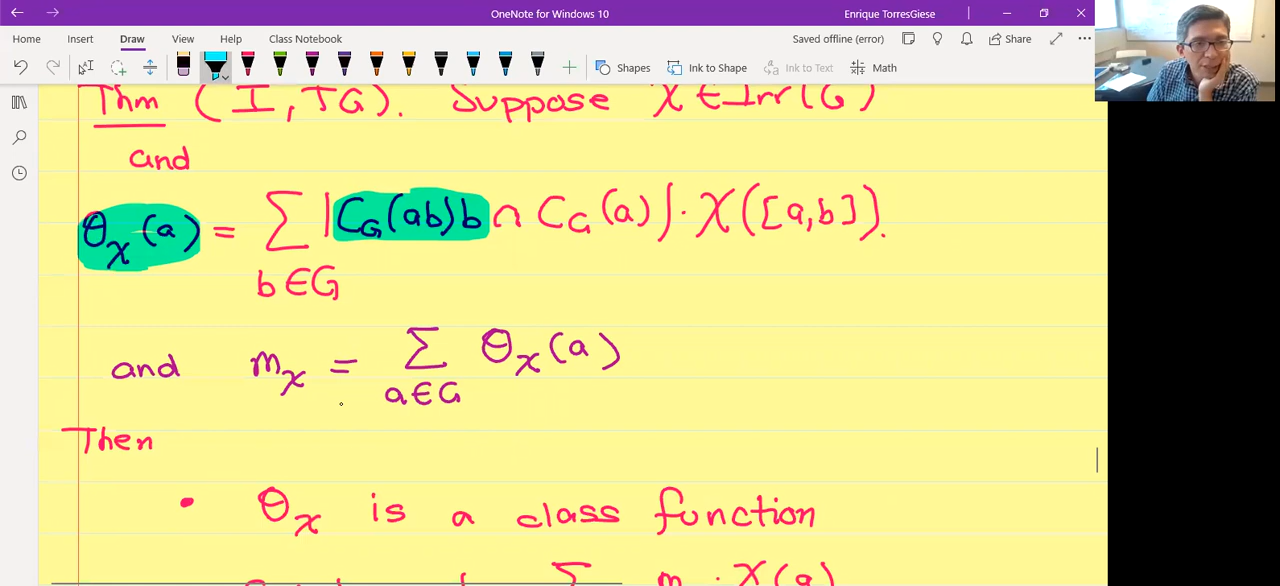 OneNote for Windows 10
Enrique TorresGiese
Home Insert Draw View Help Class Notebook
Saved offline (error) Share
Shapes Ink to Shape Ink to Text Math
Thm (I, TG). Suppose χ ∈ Irr(G)
and
θ_χ(a) = ∑_{b∈G} |C_G(ab)b ∩ C_G(a)| · χ([a,b]).
and m_χ = ∑_{a∈G} θ_χ(a)
Then
• θ_χ is a class function